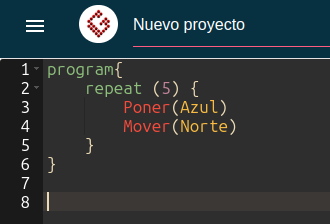 Nuevo proyecto
1 program{
2 repeat (5) {
3 Poner(Azul)
4 Mover(Norte)
5 }
6 }
7
8